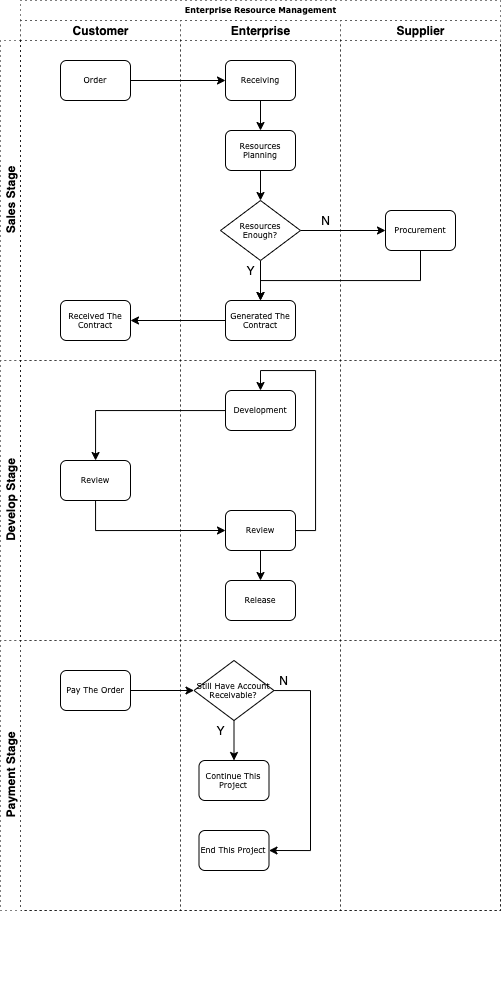 Enterprise Resource Management
Customer
Enterprise
Supplier
Sales Stage
Order
Receiving
Resources
Planning
Resources
Enough?
N
Procurement
Y
Received The
Contract
Generated The
Contract
Develop Stage
Development
Review
Review
Release
Payment Stage
Pay The Order
Still Have Account
Receivable?
N
Y
Continue This
Project
End This Project